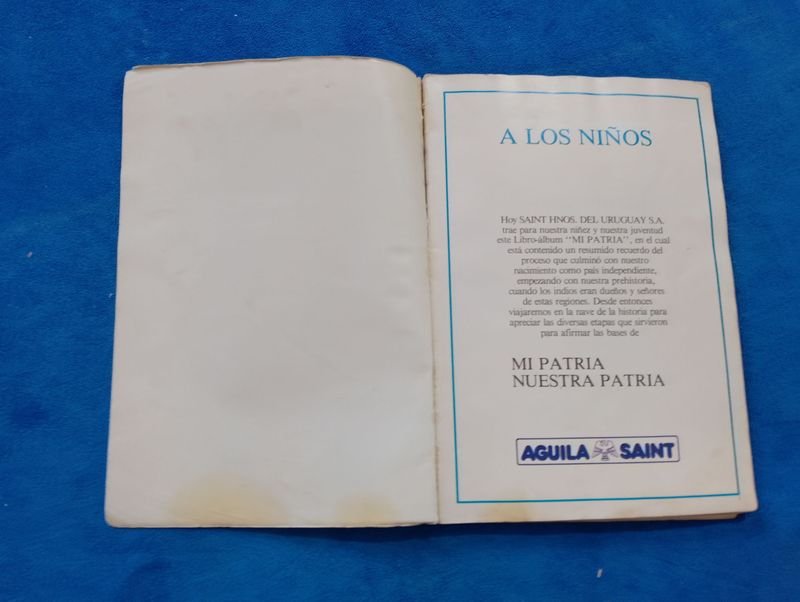 A LOS NIÑOS
Hoy SAINT HNOS. DEL URUGUAY S.A.
trae para nuestra niñez y nuestra juventud
este Libro-álbum "MI PATRIA", en el cual
está contenido un resumido recuerdo del
proceso que culminó con nuestro
nacimiento como país independiente,
empezando con nuestra prehistoria,
cuando los indios eran dueños y señores
de estas regiones. Desde entonces
viajaremos en la nave de la historia para
apreciar las diversas etapas que sirvieron
para afirmar las bases de
MI PATRIA
NUESTRA PATRIA
AGUILA SAINT